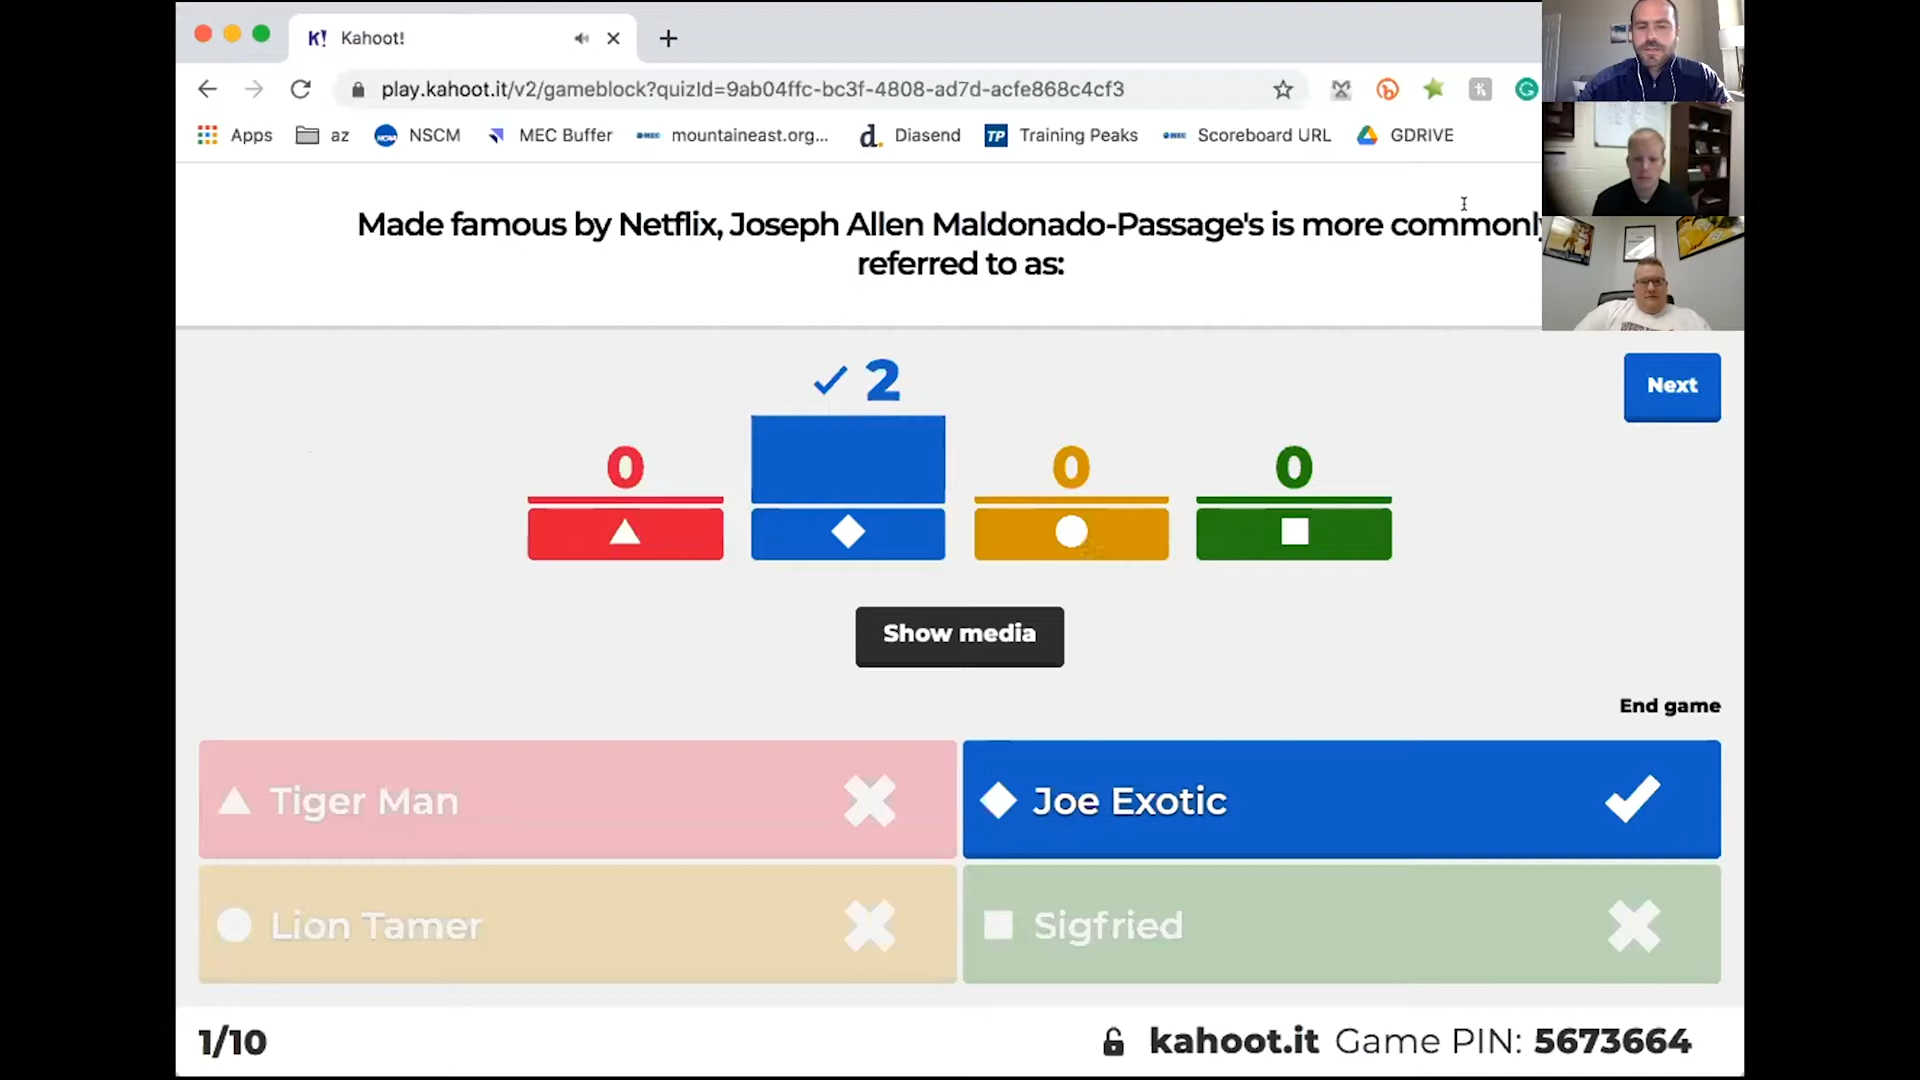 K! Kahoot!
play.kahoot.it/v2/gameblock?quizId=9ab04ffc-bc3f-4808-ad7d-acfe868c4cf3
Apps az NSCM MEC Buffer mountaineast.org... d. Diasend TP Training Peaks Scoreboard URL GDRIVE
Made famous by Netflix, Joseph Allen Maldonado-Passage's is more commonly
referred to as:
2
Next
0 0 0
Show media
End game
Tiger Man Joe Exotic
Lion Tamer Sigfried
1/10 kahoot.it Game PIN: 5673664